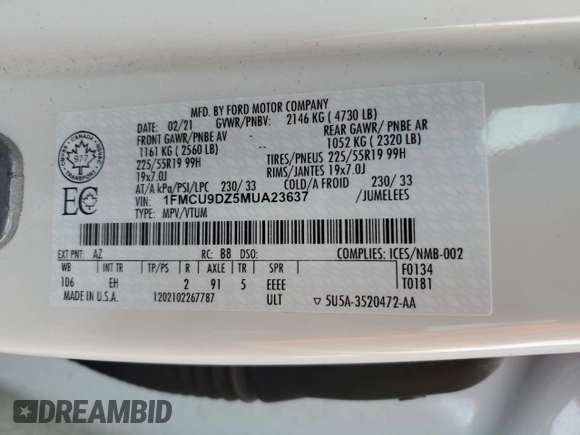 MFD. BY FORD MOTOR COMPANY
DATE: 02/21 GVWR/PNBV: 2146 KG ( 4730 LB)
FRONT GAWR/PNBE AV REAR GAWR/ PNBE AR
1161 KG ( 2560 LB) 1052 KG ( 2320 LB)
225/55R19 99H TIRES/PNEUS 225/55R19 99H
19x7.0J RIMS/JANTES 19x7.0J
AT/A kPa/PSI/LPC 230/ 33 COLD/A FROID 230/ 33
VIN: 1FMCU9DZ5MUA23637 /JUMELEES
TYPE: MPV/VTUM
CANADA
977
TRANSPORT
EC
EXT PNT: AZ RC: B8 DSO: COMPLIES: ICES/NMB-002
WB INT TR TP/PS R AXLE TR SPR F0134
106 EH 2 91 5 EEEE T0181
MADE IN U.S.A. 1202102267787 ULT ▽ 5U5A-3520472-AA
DREAMBID